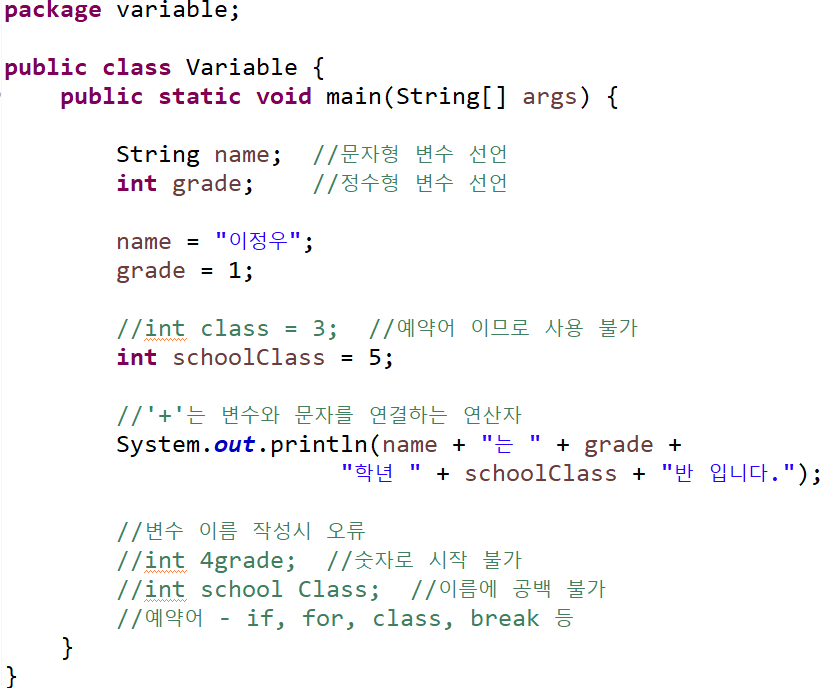 package variable;
public class Variable {
public static void main(String[] args) {
String name;  //문자형 변수 선언
int grade;    //정수형 변수 선언
name = "이정우";
grade = 1;
//int class = 3;  //예약어 이므로 사용 불가
int schoolClass = 5;
//'+'는 변수와 문자를 연결하는 연산자
System.out.println(name + "는 " + grade +
"학년 " + schoolClass + "반 입니다.");
//변수 이름 작성시 오류
//int 4grade;  //숫자로 시작 불가
//int school Class;  //이름에 공백 불가
//예약어 - if, for, class, break 등
}
}